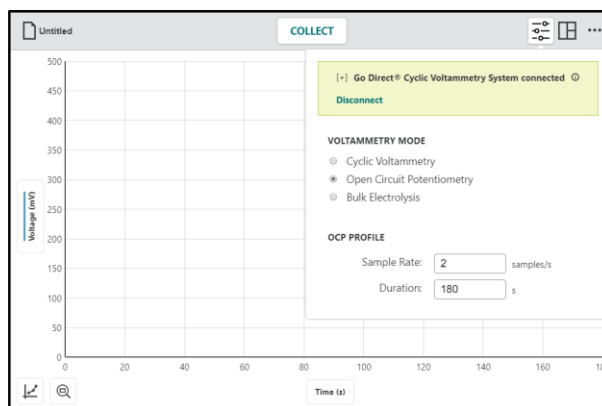 Untitled
COLLECT
•••
[+] Go Direct® Cyclic Voltammetry System connected
Disconnect
VOLTAMMETRY MODE
Cyclic Voltammetry
Open Circuit Potentiometry
Bulk Electrolysis
OCP PROFILE
Sample Rate: 2 samples/s
Duration: 180 s
Voltage (mV)
500
450
400
350
300
250
200
150
100
50
0
0 20 40 60 80 100 120 140 160
Time (s)